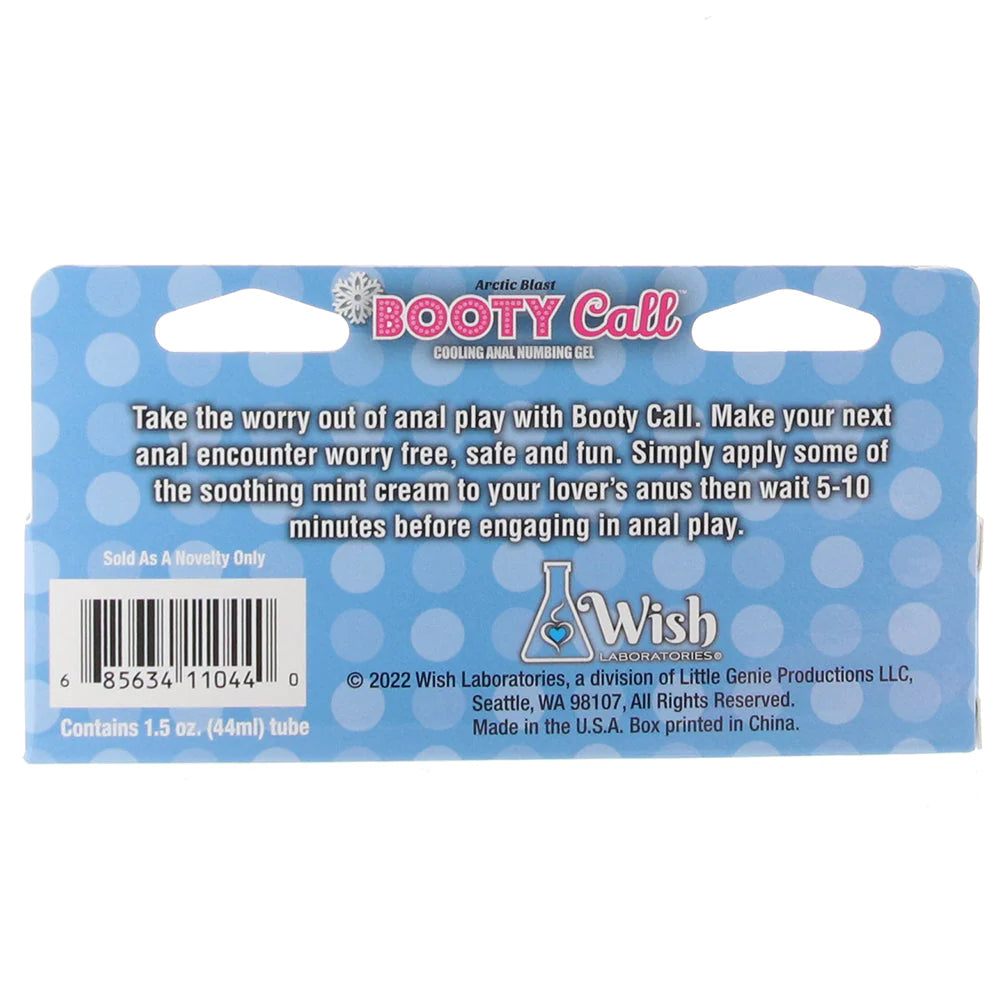 Arctic Blast
BOOTY Call™
COOLING ANAL NUMBING GEL
Take the worry out of anal play with Booty Call. Make your next
anal encounter worry free, safe and fun. Simply apply some of
the soothing mint cream to your lover's anus then wait 5-10
minutes before engaging in anal play.
Sold As A Novelty Only
6 85634 11044 0
Contains 1.5 oz. (44ml) tube
Wish
LABORATORIES®
© 2022 Wish Laboratories, a division of Little Genie Productions LLC,
Seattle, WA 98107, All Rights Reserved.
Made in the U.S.A. Box printed in China.